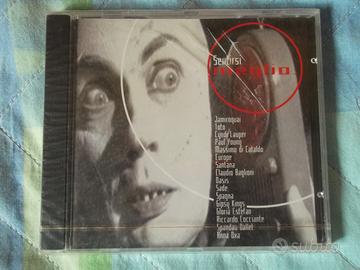 Sentirsi
meglio
Jamiroquai
Toto
Cyndi Lauper
Paul Young
Massimo di Cataldo
Europe
Santana
Claudio Baglioni
Oasis
Sade
Spagna
Gipsy Kings
Gloria Estefan
Riccardo Cocciante
Spandau Ballet
Anna Oxa
subito